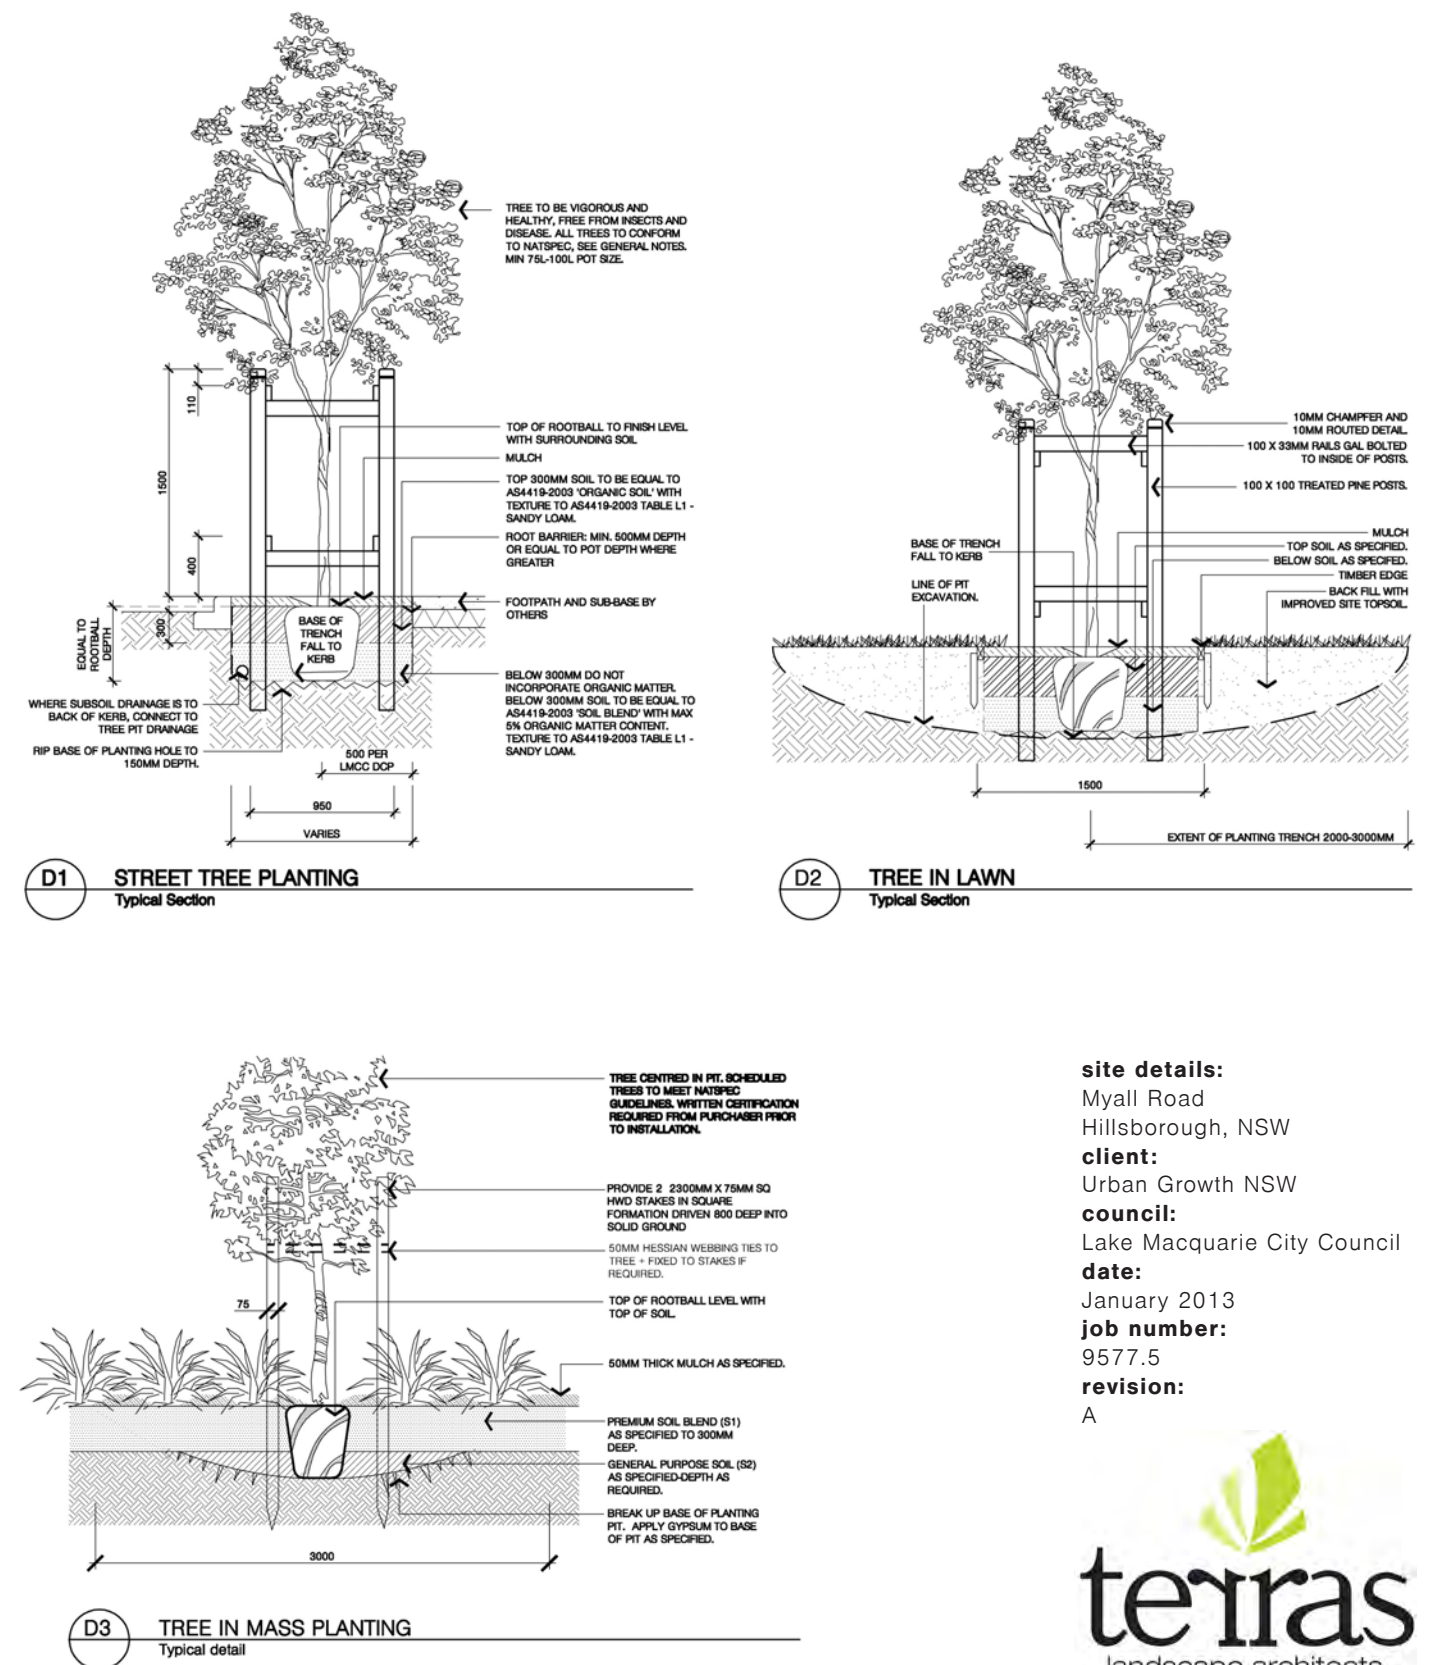 TREE TO BE VIGOROUS AND
HEALTHY, FREE FROM INSECTS AND
DISEASE. ALL TREES TO CONFORM
TO NATSPEC, SEE GENERAL NOTES.
MIN 75L-100L POT SIZE.
110
1500
400
300
EQUAL TO
ROOTBALL
DEPTH
TOP OF ROOTBALL TO FINISH LEVEL
WITH SURROUNDING SOIL
MULCH
TOP 300MM SOIL TO BE EQUAL TO
AS4419-2003 'ORGANIC SOIL' WITH
TEXTURE TO AS4419-2003 TABLE L1 -
SANDY LOAM.
ROOT BARRIER: MIN. 500MM DEPTH
OR EQUAL TO POT DEPTH WHERE
GREATER
FOOTPATH AND SUB-BASE BY
OTHERS
BASE OF
TRENCH
FALL TO
KERB
BELOW 300MM DO NOT
INCORPORATE ORGANIC MATTER.
BELOW 300MM SOIL TO BE EQUAL TO
AS4419-2003 'SOIL BLEND' WITH MAX
5% ORGANIC MATTER CONTENT.
TEXTURE TO AS4419-2003 TABLE L1 -
SANDY LOAM.
WHERE SUBSOIL DRAINAGE IS TO
BACK OF KERB, CONNECT TO
TREE PIT DRAINAGE
RIP BASE OF PLANTING HOLE TO
150MM DEPTH.
500 PER
LMCC DCP
950
VARIES
D1 STREET TREE PLANTING
Typical Section
10MM CHAMPFER AND
10MM ROUTED DETAIL.
100 X 33MM RAILS GAL BOLTED
TO INSIDE OF POSTS.
100 X 100 TREATED PINE POSTS.
MULCH
TOP SOIL AS SPECIFIED.
BELOW SOIL AS SPECIFED.
TIMBER EDGE
BACK FILL WITH
IMPROVED SITE TOPSOIL.
BASE OF TRENCH
FALL TO KERB
LINE OF PIT
EXCAVATION.
1500
EXTENT OF PLANTING TRENCH 2000-3000MM
D2 TREE IN LAWN
Typical Section
TREE CENTRED IN PIT. SCHEDULED
TREES TO MEET NATSPEC
GUIDELINES. WRITTEN CERTIFICATION
REQUIRED FROM PURCHASER PRIOR
TO INSTALLATION.
PROVIDE 2 2300MM X 75MM SQ
HWD STAKES IN SQUARE
FORMATION DRIVEN 800 DEEP INTO
SOLID GROUND
50MM HESSIAN WEBBING TIES TO
TREE + FIXED TO STAKES IF
REQUIRED.
75
TOP OF ROOTBALL LEVEL WITH
TOP OF SOIL.
50MM THICK MULCH AS SPECIFIED.
PREMIUM SOIL BLEND (S1)
AS SPECIFIED TO 300MM
DEEP.
GENERAL PURPOSE SOIL (S2)
AS SPECIFIED-DEPTH AS
REQUIRED.
BREAK UP BASE OF PLANTING
PIT. APPLY GYPSUM TO BASE
OF PIT AS SPECIFIED.
3000
D3 TREE IN MASS PLANTING
Typical detail
site details:
Myall Road
Hillsborough, NSW
client:
Urban Growth NSW
council:
Lake Macquarie City Council
date:
January 2013
job number:
9577.5
revision:
A
terras
landscape architects